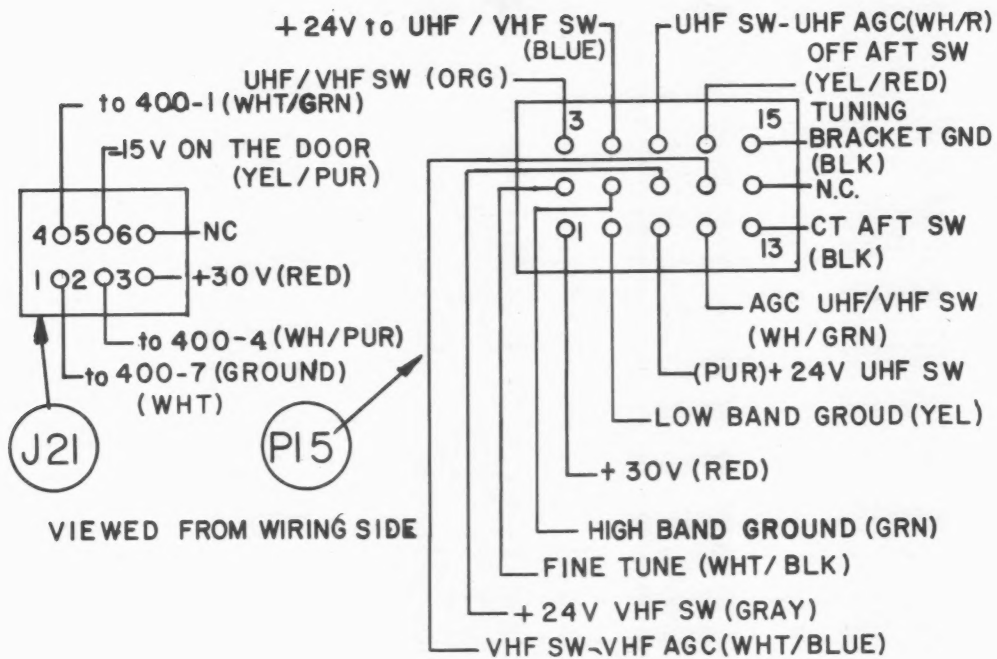 +24V to UHF / VHF SW
(BLUE)
UHF SW-UHF AGC(WH/R)
OFF AFT SW
(YEL/RED)
UHF/VHF SW (ORG)
to 400-1(WHT/GRN)
-15V ON THE DOOR
(YEL/PUR)
3
15
TUNING
BRACKET GND
(BLK)
N.C.
4 5 6
NC
1 2 3
+30V(RED)
1
13
CT AFT SW
(BLK)
to 400-4(WH/PUR)
to 400-7(GROUND)
(WHT)
AGC UHF/VHF SW
(WH/GRN)
(PUR)+24V UHF SW
LOW BAND GROUD(YEL)
J21
P15
+30V(RED)
VIEWED FROM WIRING SIDE
HIGH BAND GROUND(GRN)
FINE TUNE (WHT/BLK)
+24V VHF SW(GRAY)
VHF SW-VHF AGC(WHT/BLUE)